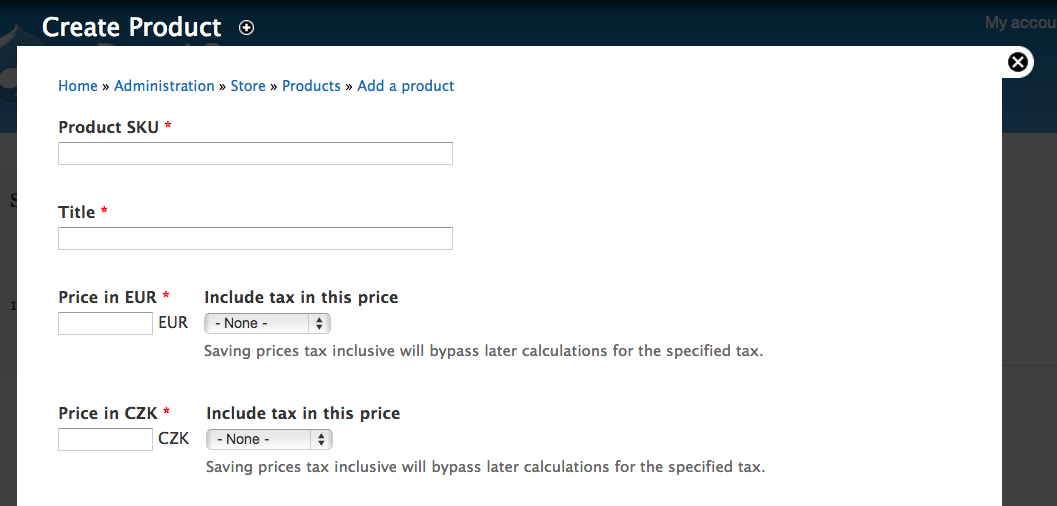 Create Product
My accou
Home » Administration » Store » Products » Add a product
Product SKU *
Title *
Price in EUR * Include tax in this price
EUR - None -
Saving prices tax inclusive will bypass later calculations for the specified tax.
Price in CZK * Include tax in this price
CZK - None -
Saving prices tax inclusive will bypass later calculations for the specified tax.